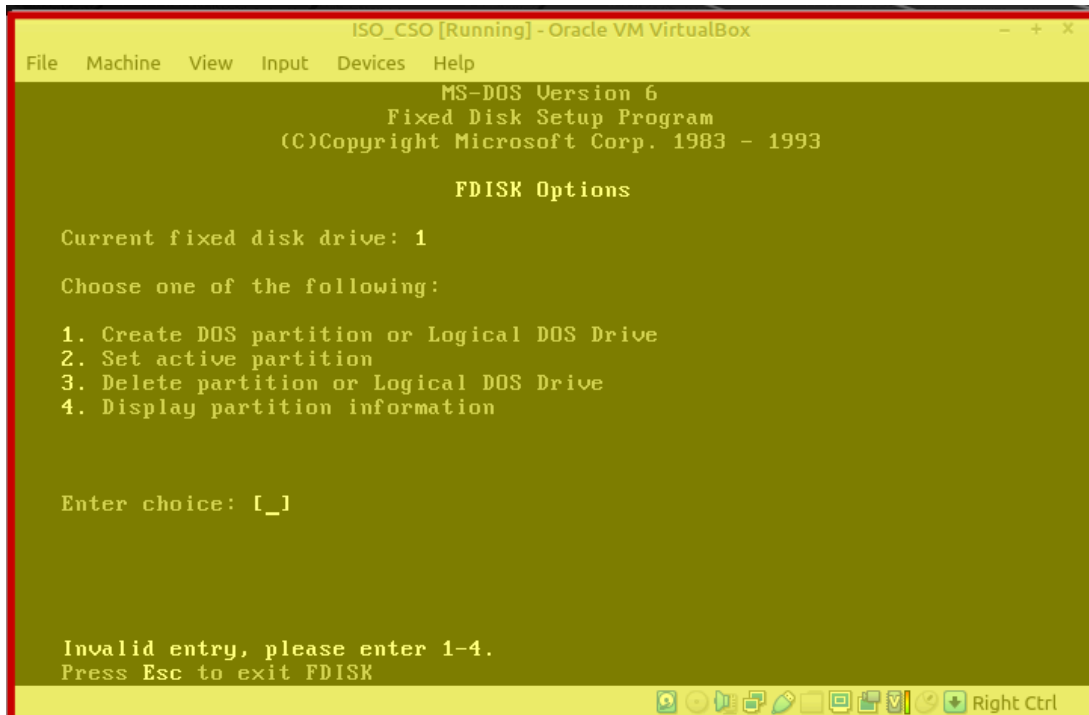 ISO_CSO [Running] - Oracle VM VirtualBox
File Machine View Input Devices Help
MS-DOS Version 6
Fixed Disk Setup Program
(C)Copyright Microsoft Corp. 1983 - 1993
FDISK Options
Current fixed disk drive: 1
Choose one of the following:
1. Create DOS partition or Logical DOS Drive
2. Set active partition
3. Delete partition or Logical DOS Drive
4. Display partition information
Enter choice: [_]
Invalid entry, please enter 1-4.
Press Esc to exit FDISK
Right Ctrl